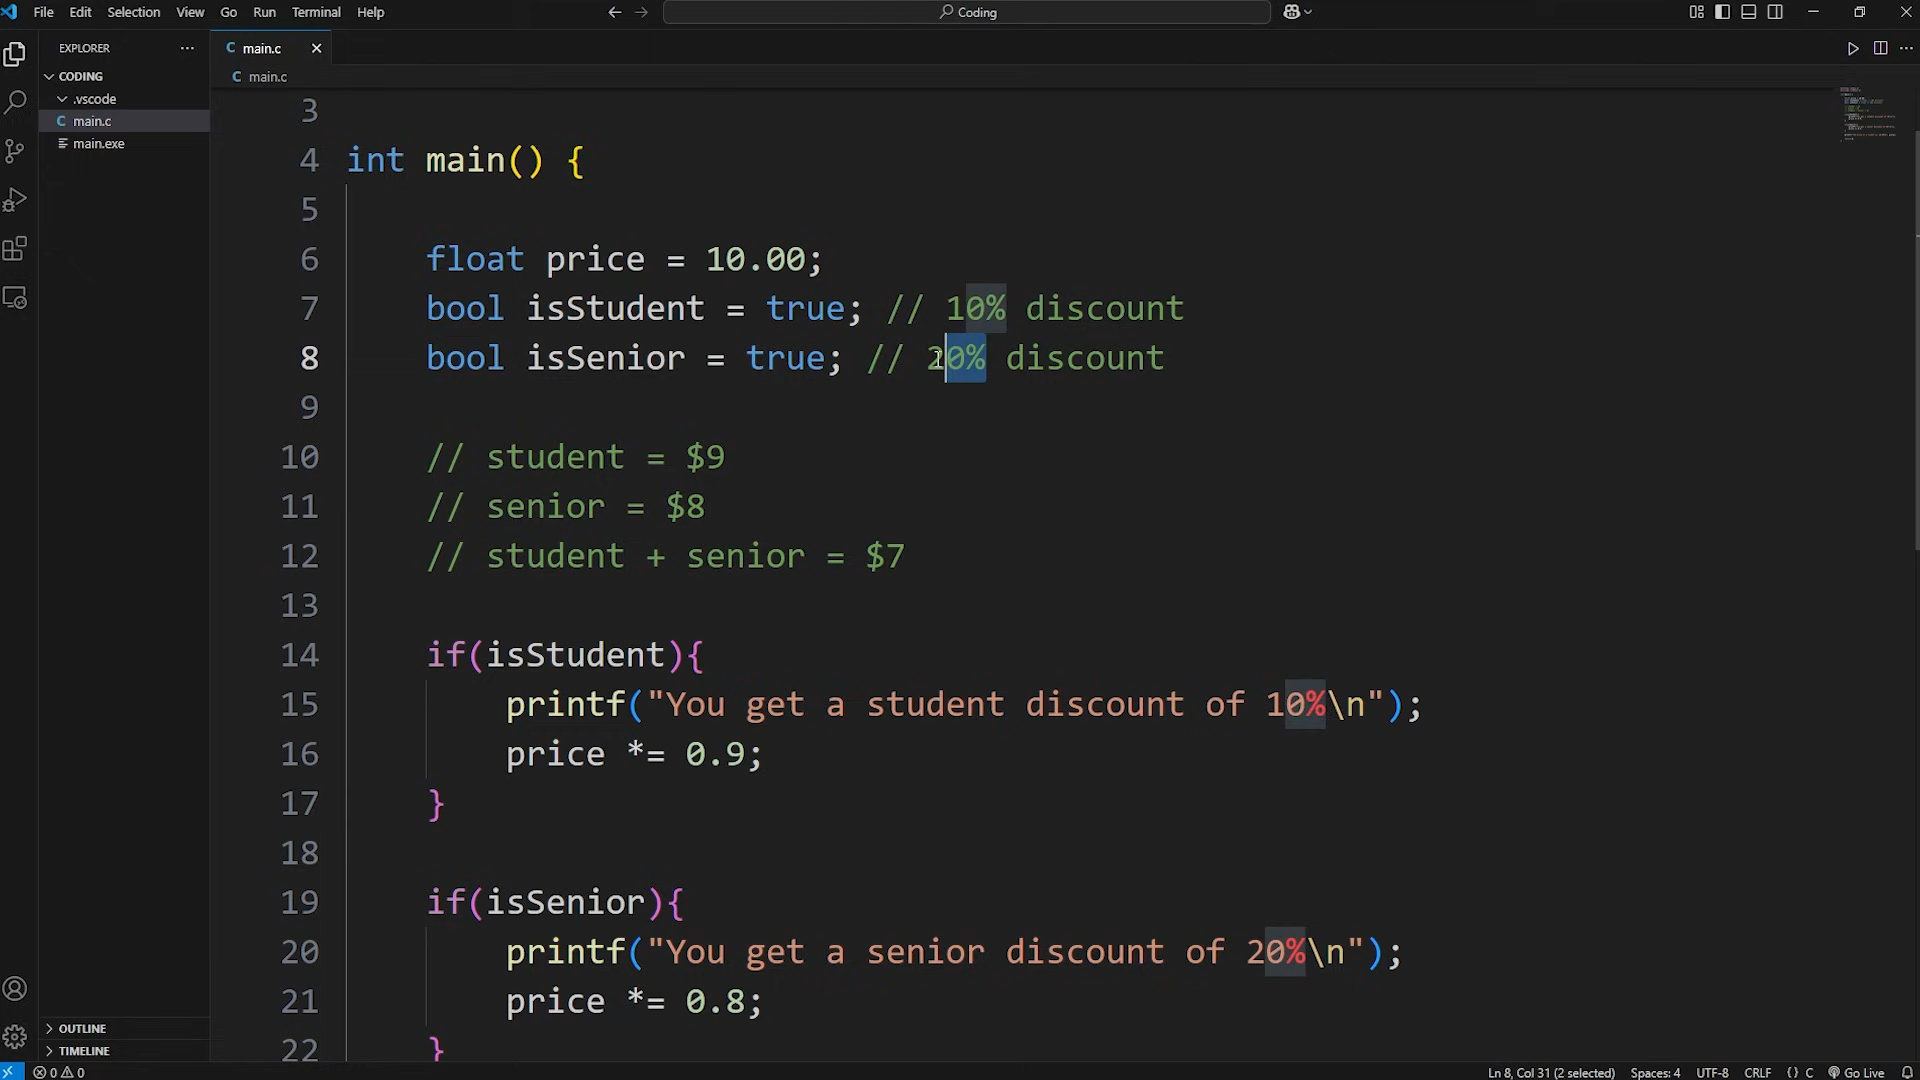 File Edit Selection View Go Run Terminal Help
Coding
EXPLORER
main.c
CODING
main.c
.vscode
main.c
main.exe
3
4 int main() {
5
6 float price = 10.00;
7 bool isStudent = true; // 10% discount
8 bool isSenior = true; // 20% discount
9
10 // student = $9
11 // senior = $8
12 // student + senior = $7
13
14 if(isStudent){
15 printf("You get a student discount of 10%\n");
16 price *= 0.9;
17 }
18
19 if(isSenior){
20 printf("You get a senior discount of 20%\n");
21 price *= 0.8;
22 }
OUTLINE
TIMELINE
0 0
Ln 8, Col 31 (2 selected) Spaces: 4 UTF-8 CRLF {} C Go Live